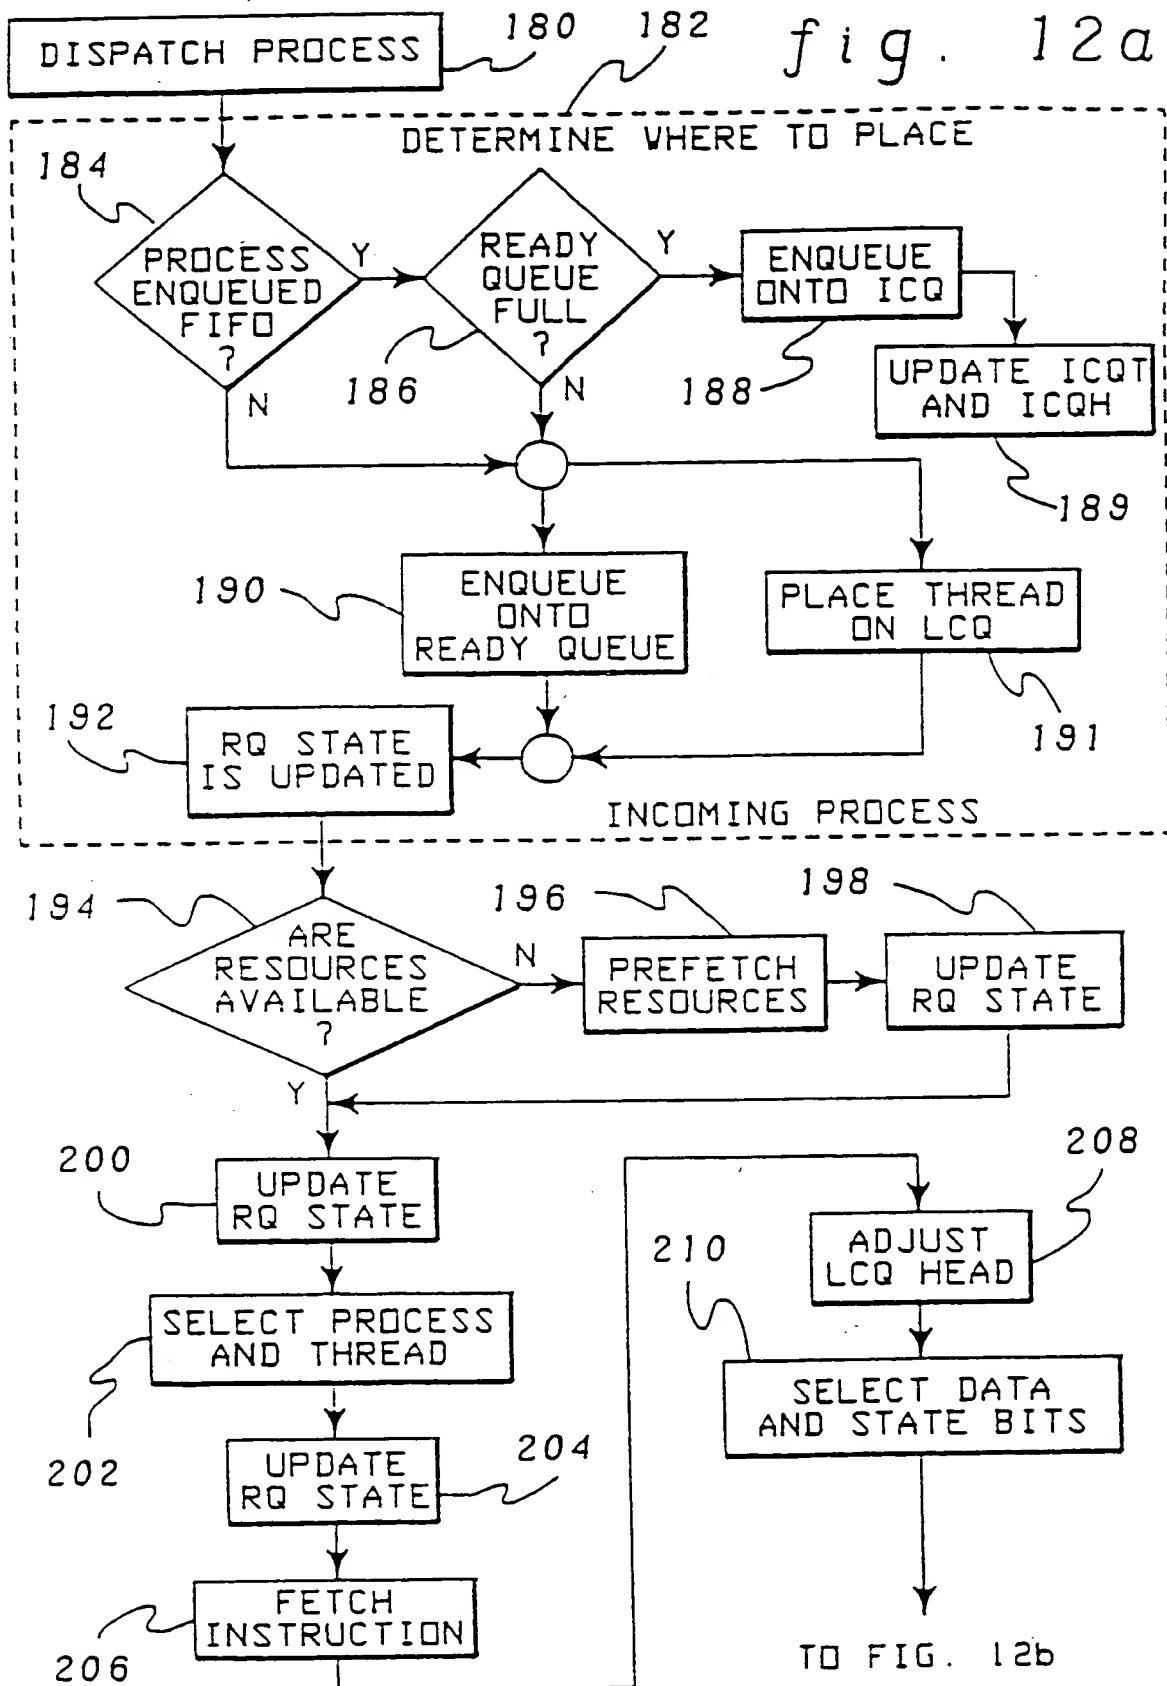 fig. 12a
DISPATCH PROCESS
180
182
DETERMINE WHERE TO PLACE
184
PROCESS
ENQUEUED
FIFO
?
Y
N
READY
QUEUE
FULL
?
186
Y
N
ENQUEUE
ONTO ICQ
188
UPDATE ICQT
AND ICQH
189
190
ENQUEUE
ONTO
READY QUEUE
PLACE THREAD
ON LCQ
191
192
RQ STATE
IS UPDATED
INCOMING PROCESS
194
ARE
RESOURCES
AVAILABLE
?
N
Y
196
PREFETCH
RESOURCES
198
UPDATE
RQ STATE
200
UPDATE
RQ STATE
SELECT PROCESS
AND THREAD
202
UPDATE
RQ STATE
204
FETCH
INSTRUCTION
206
208
ADJUST
LCQ HEAD
210
SELECT DATA
AND STATE BITS
TO FIG. 12b